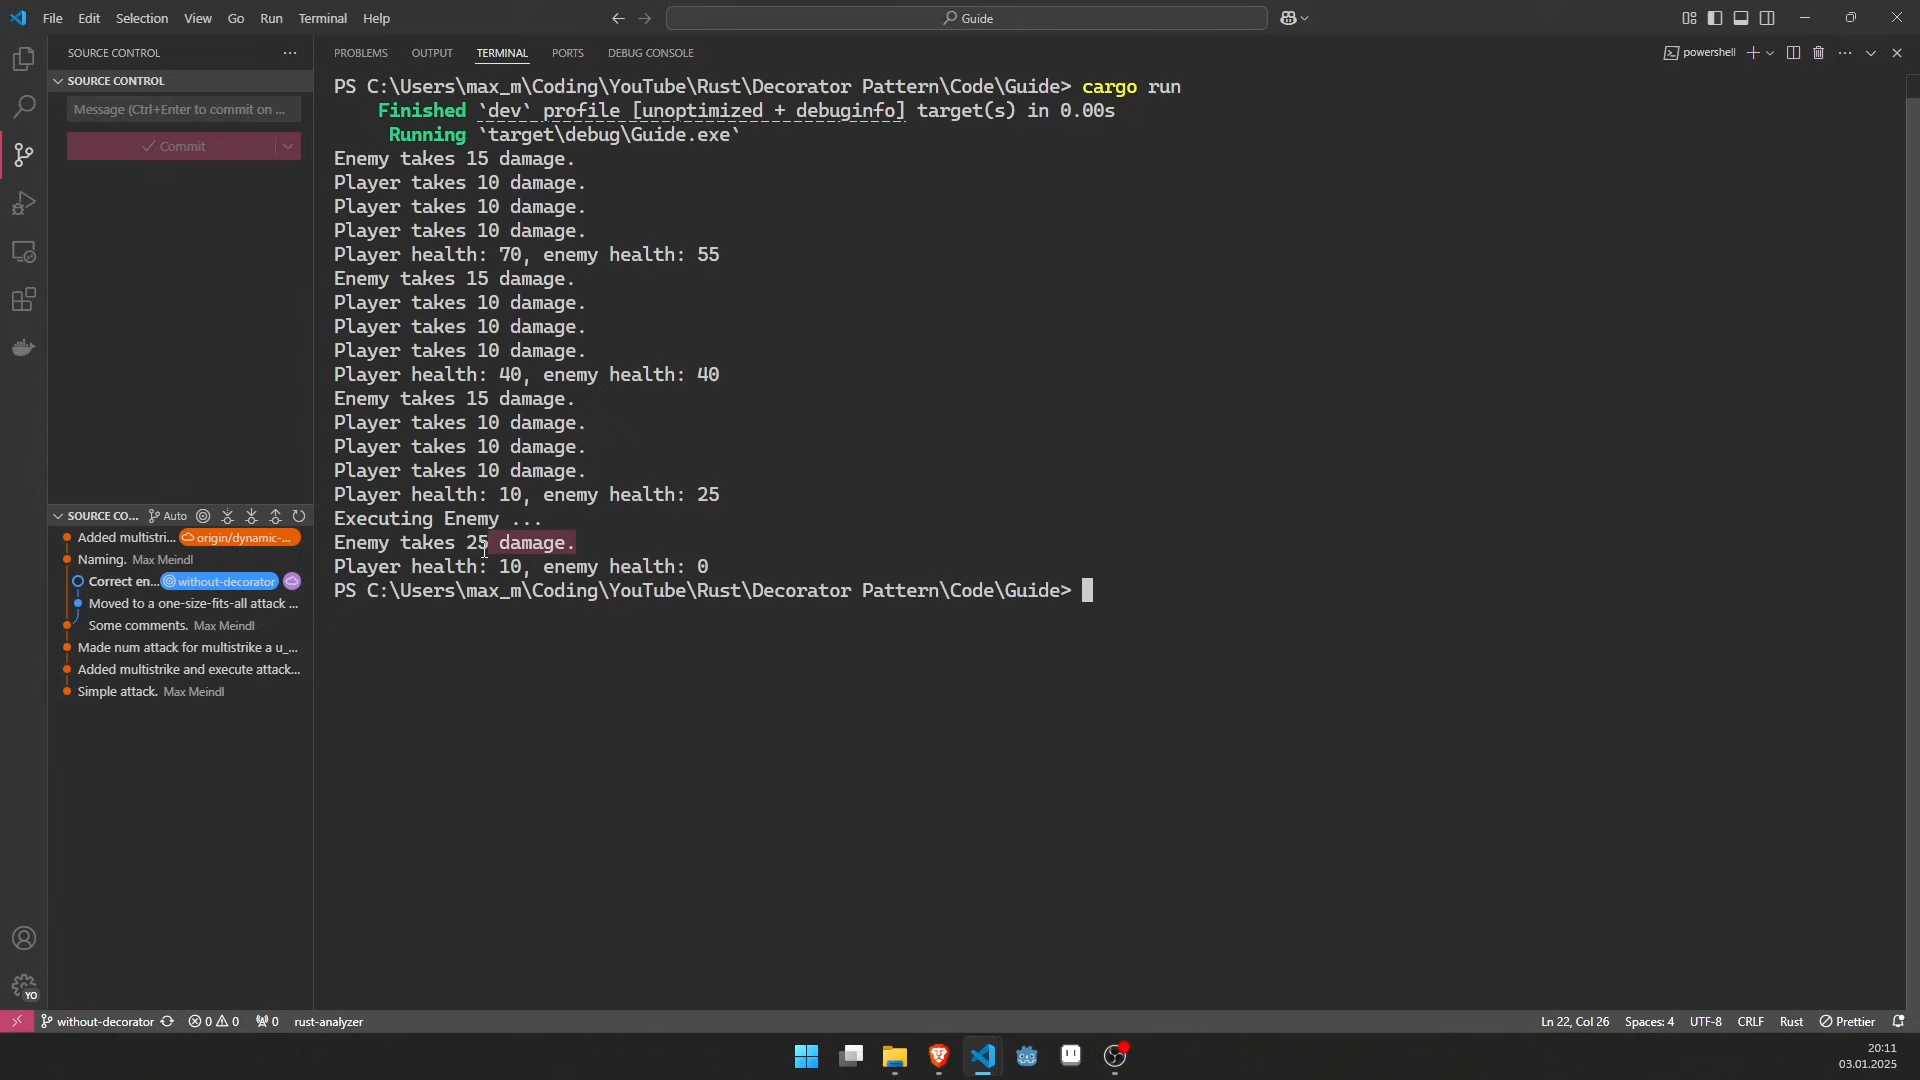 File Edit Selection View Go Run Terminal Help
Guide
SOURCE CONTROL
SOURCE CONTROL
Message (Ctrl+Enter to commit on ...
Commit
PROBLEMS OUTPUT TERMINAL PORTS DEBUG CONSOLE
powershell
PS C:\Users\max_m\Coding\YouTube\Rust\Decorator Pattern\Code\Guide> cargo run
Finished `dev` profile [unoptimized + debuginfo] target(s) in 0.00s
Running `target\debug\Guide.exe`
Enemy takes 15 damage.
Player takes 10 damage.
Player takes 10 damage.
Player takes 10 damage.
Player health: 70, enemy health: 55
Enemy takes 15 damage.
Player takes 10 damage.
Player takes 10 damage.
Player takes 10 damage.
Player health: 40, enemy health: 40
Enemy takes 15 damage.
Player takes 10 damage.
Player takes 10 damage.
Player takes 10 damage.
Player health: 10, enemy health: 25
Executing Enemy ...
Enemy takes 25 damage.
Player health: 10, enemy health: 0
PS C:\Users\max_m\Coding\YouTube\Rust\Decorator Pattern\Code\Guide>
SOURCE CO... Auto
Added multistri... origin/dynamic-...
Naming. Max Meindl
Correct en... without-decorator
Moved to a one-size-fits-all attack ...
Some comments. Max Meindl
Made num attack for multistrike a u_...
Added multistrike and execute attack...
Simple attack. Max Meindl
YO
without-decorator 0 0 0 rust-analyzer
Ln 22, Col 26 Spaces: 4 UTF-8 CRLF Rust Prettier
20:11
03.01.2025